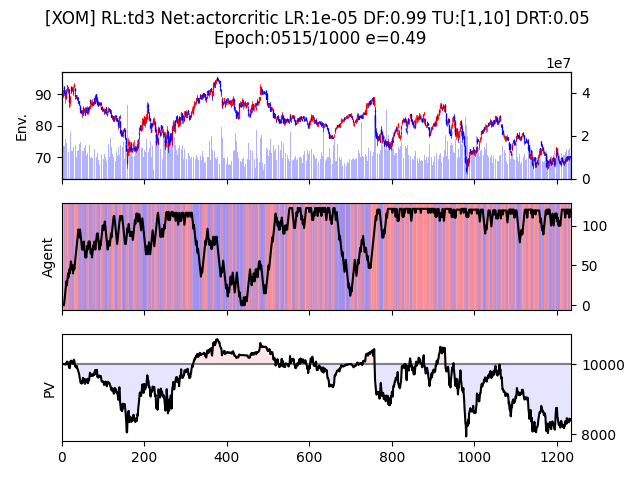 [XOM] RL:td3 Net:actorcritic LR:1e-05 DF:0.99 TU:[1,10] DRT:0.05
Epoch:0515/1000 e=0.49
1e7
90
80
70
Env.
4
2
0
Agent
100
50
0
PV
10000
8000
0 200 400 600 800 1000 1200